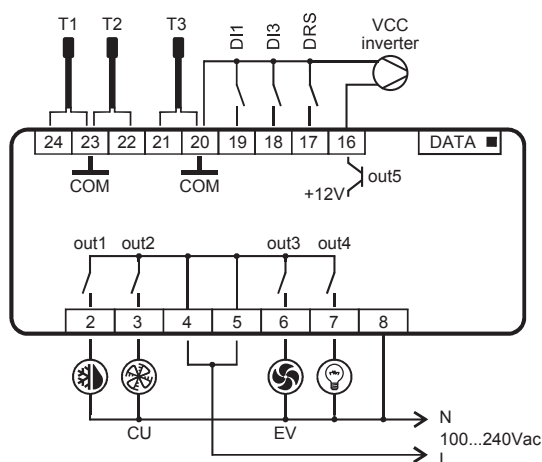 T1 T2 T3 DI1 DI3 DRS VCC
inverter
24 23 22 21 20 19 18 17 16 DATA
COM COM +12V out5
out1 out2 out3 out4
2 3 4 5 6 7 8
N
CU EV 100...240Vac
L